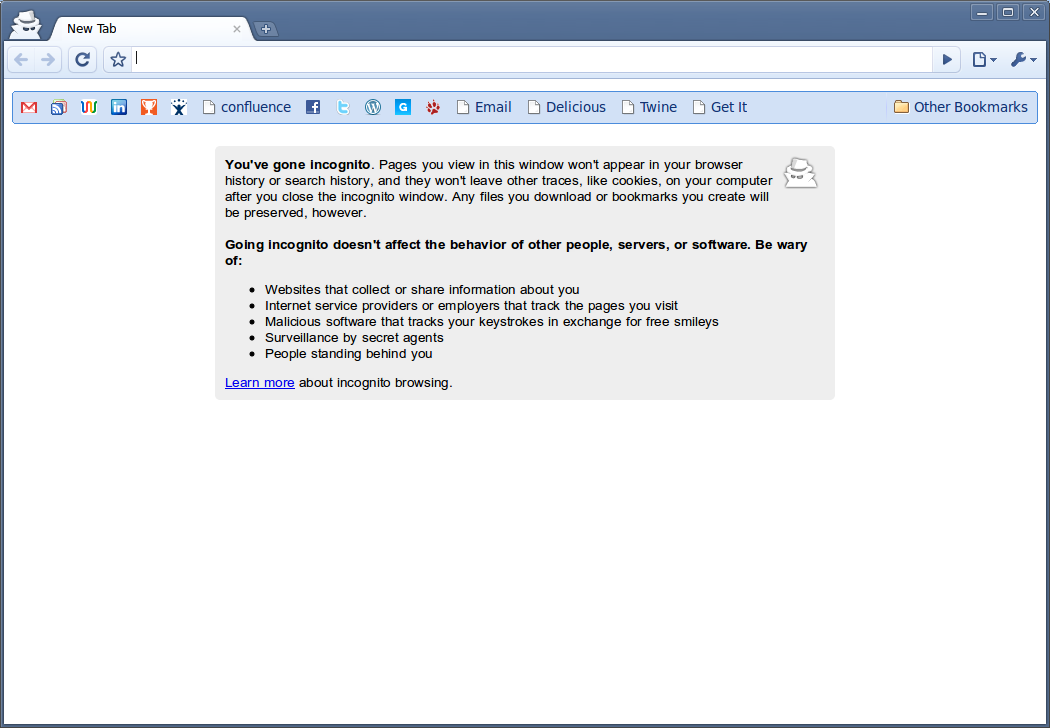 New Tab
confluence Email Delicious Twine Get It Other Bookmarks
You've gone incognito. Pages you view in this window won't appear in your browser
history or search history, and they won't leave other traces, like cookies, on your computer
after you close the incognito window. Any files you download or bookmarks you create will
be preserved, however.
Going incognito doesn't affect the behavior of other people, servers, or software. Be wary
of:
• Websites that collect or share information about you
• Internet service providers or employers that track the pages you visit
• Malicious software that tracks your keystrokes in exchange for free smileys
• Surveillance by secret agents
• People standing behind you
Learn more about incognito browsing.